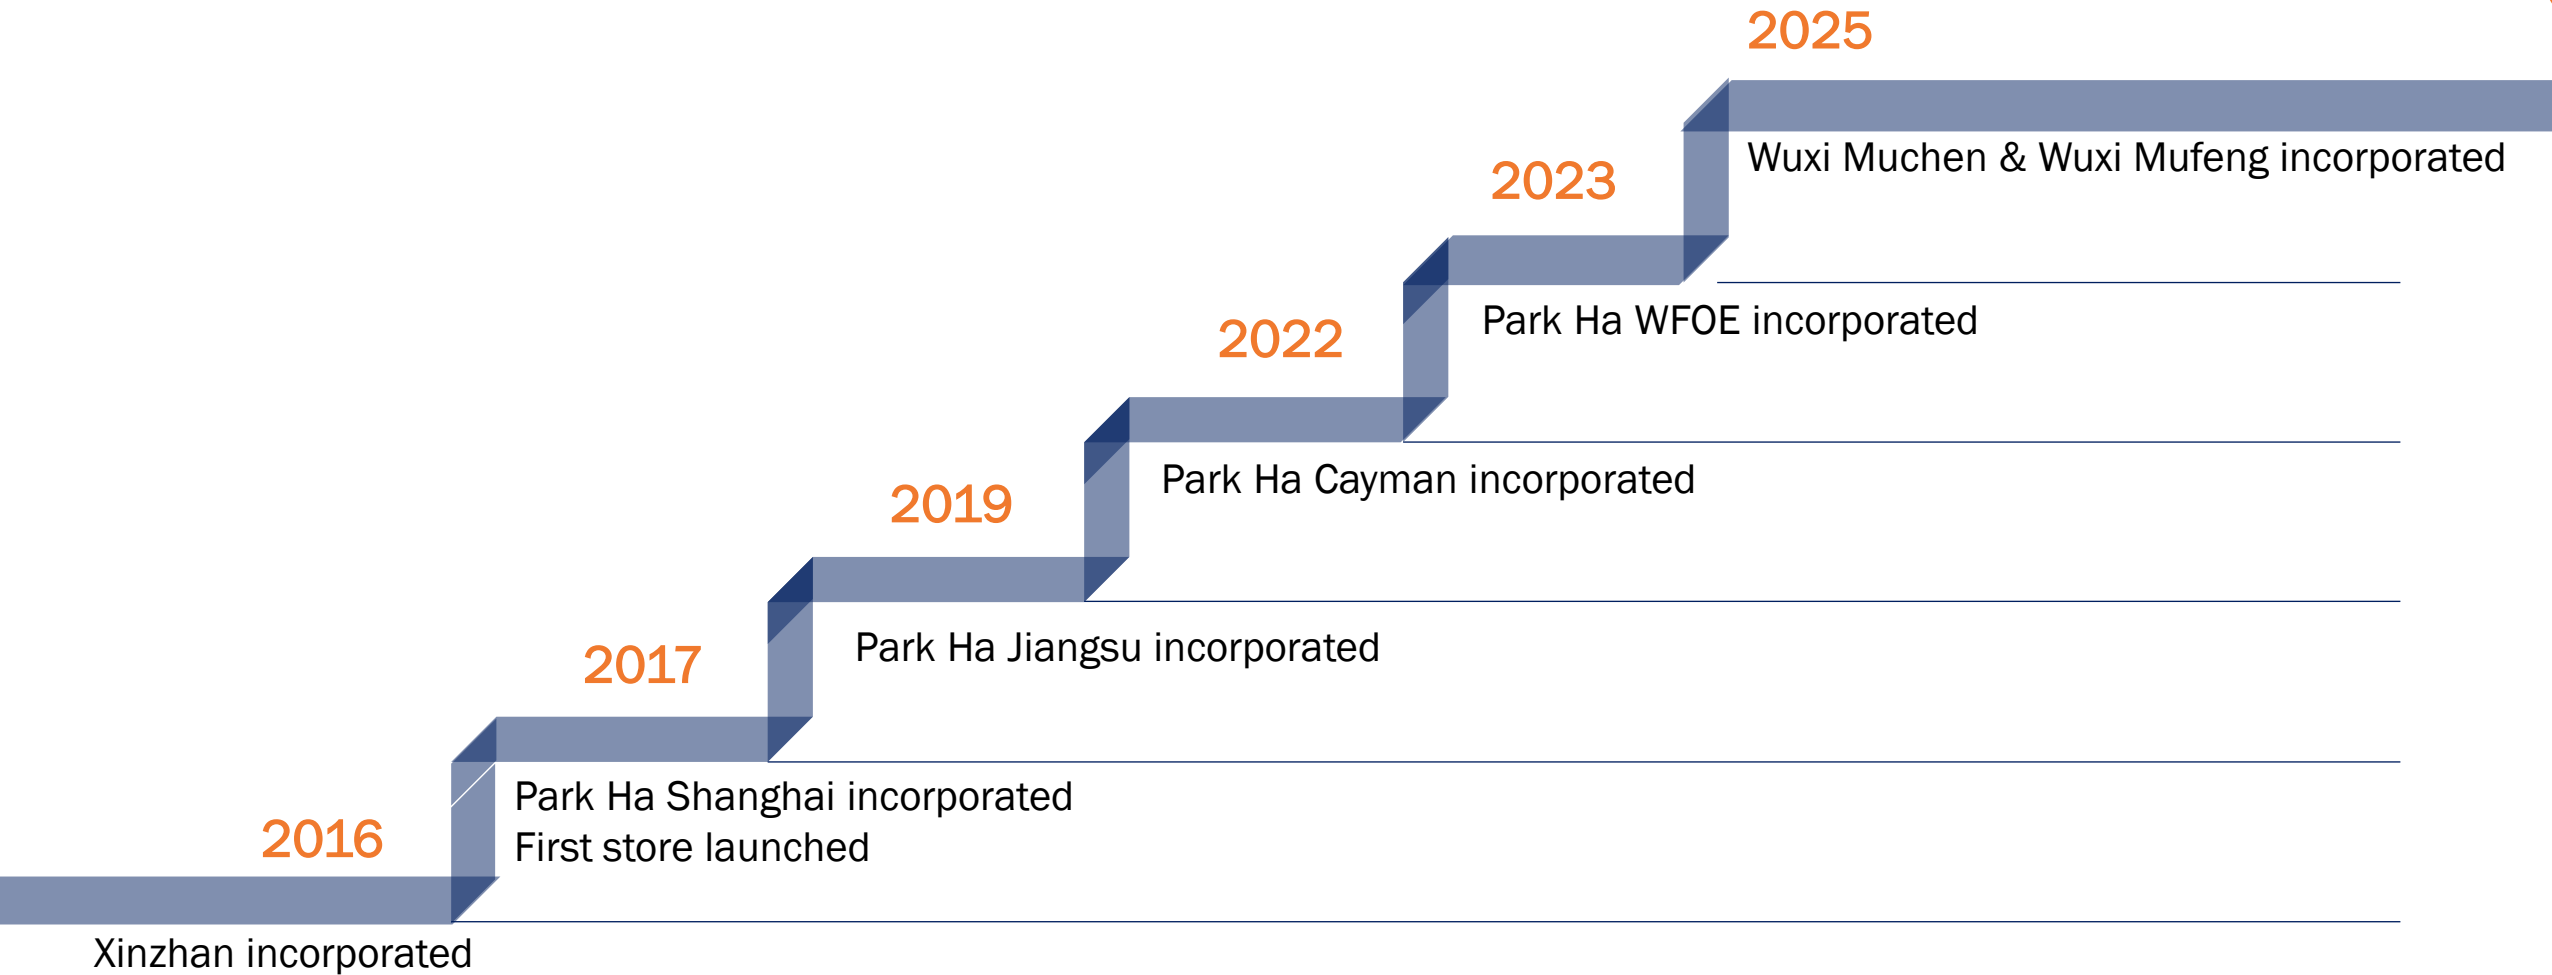 2025
Wuxi Muchen & Wuxi Mufeng incorporated
2023
Park Ha WFOE incorporated
2022
Park Ha Cayman incorporated
2019
Park Ha Jiangsu incorporated
2017
Park Ha Shanghai incorporated
First store launched
2016
Xinzhan incorporated